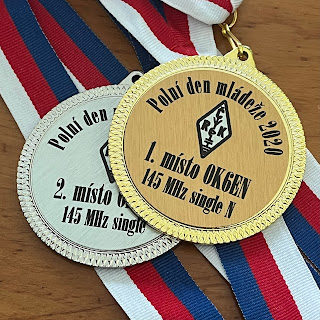 Polní den mládeže 2020
1. místo OK6EN
145 MHz single N
Polní den
2. místo
145 MHz single